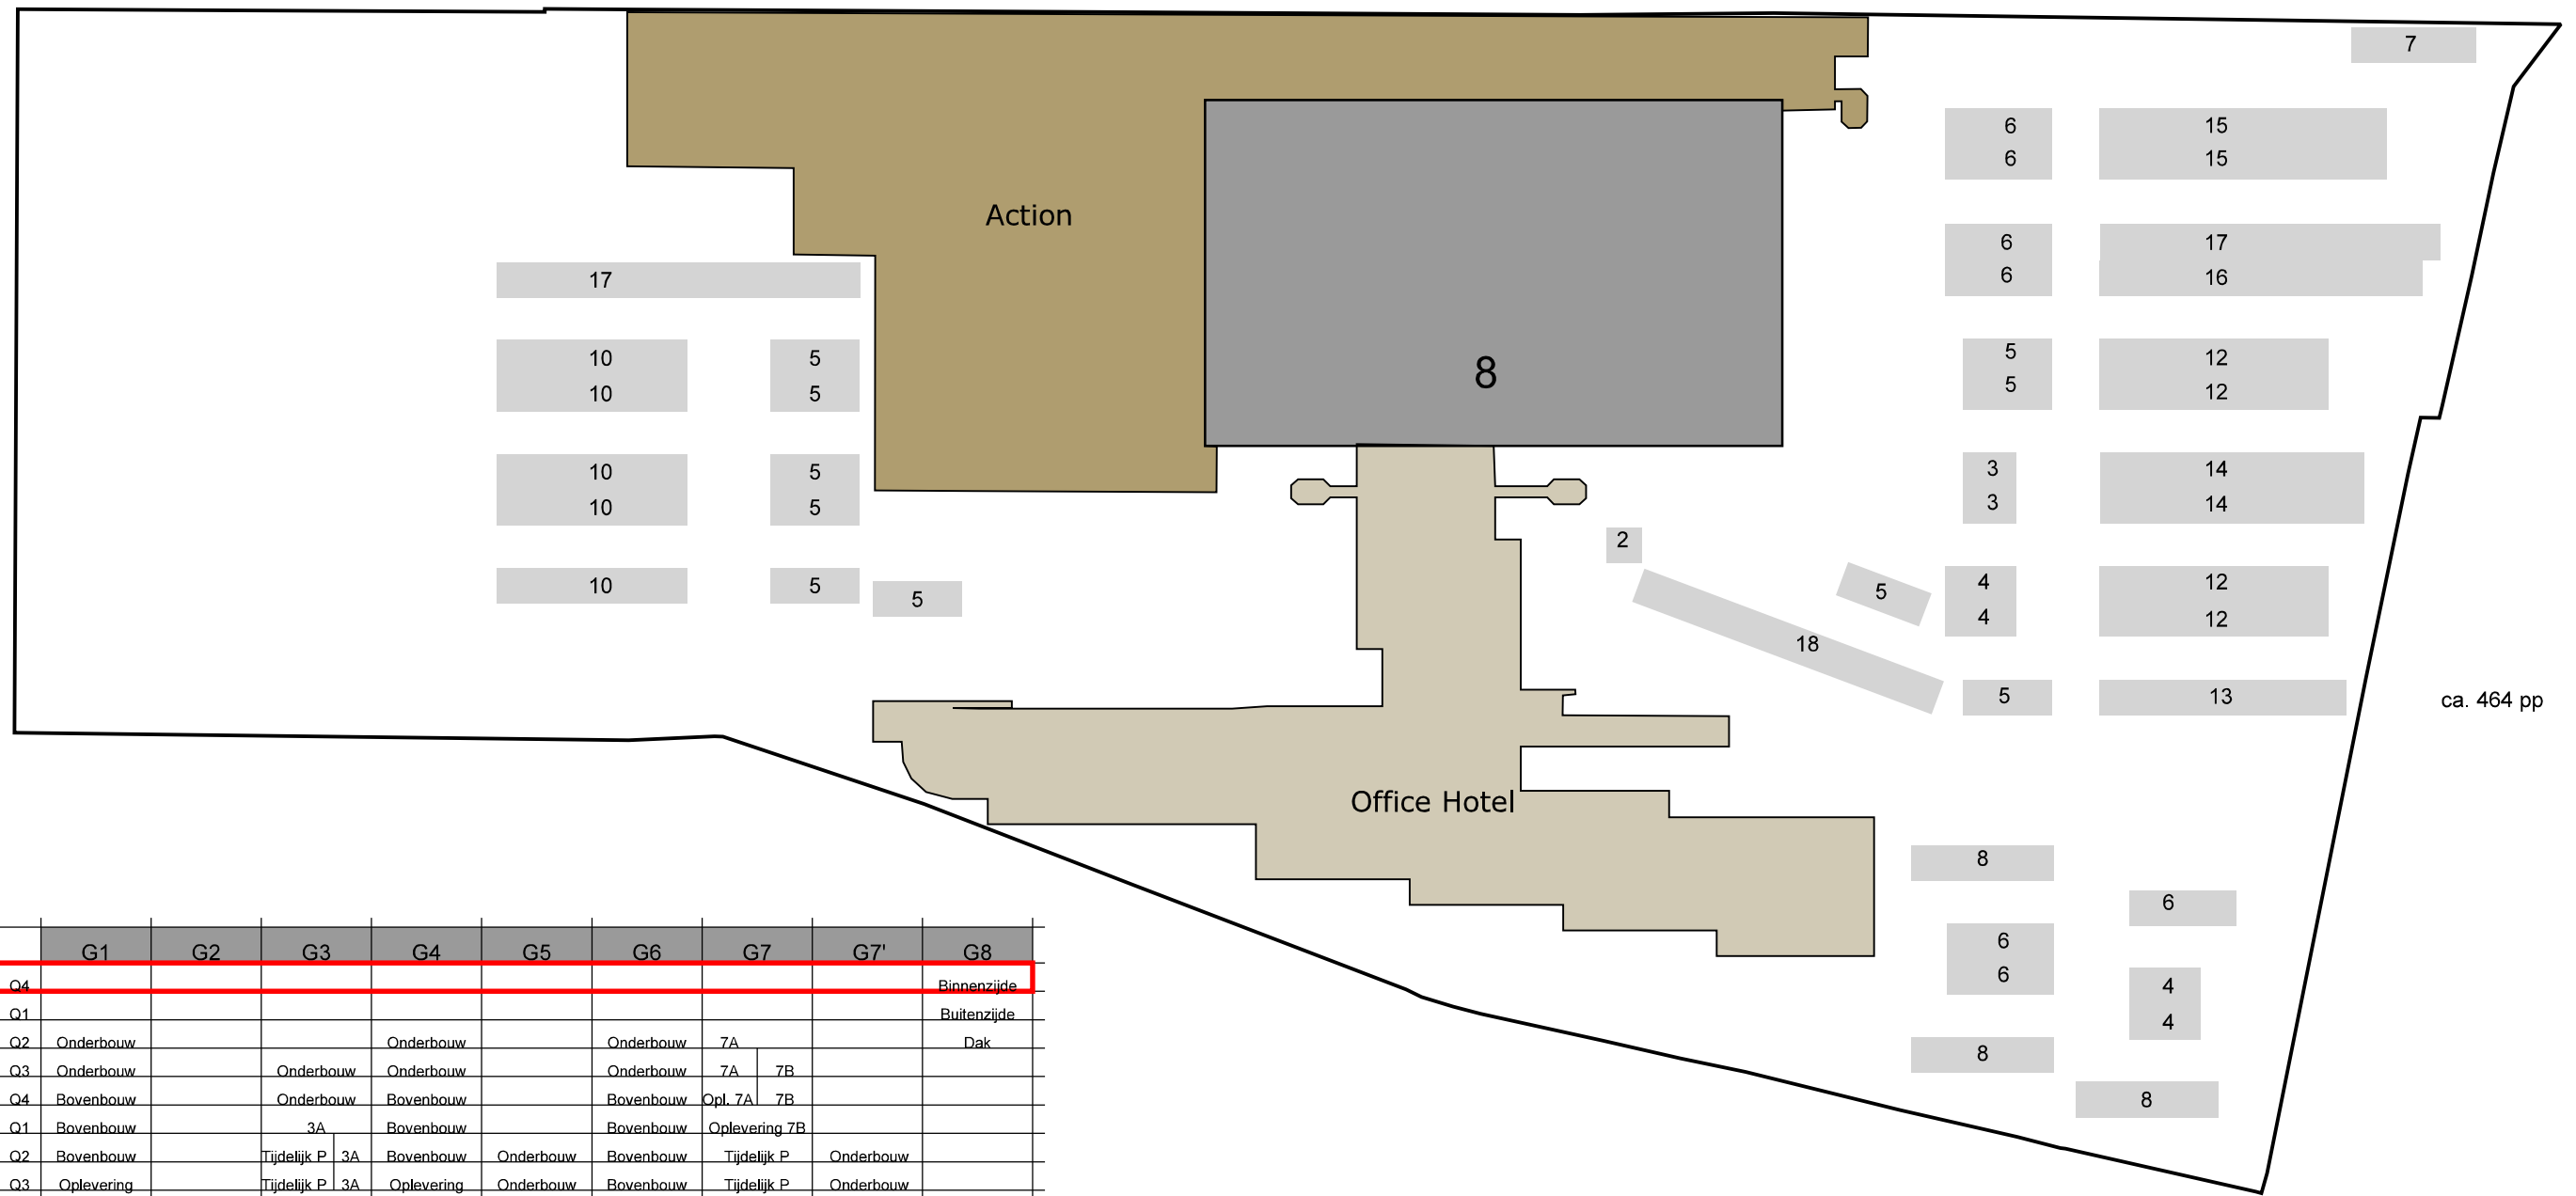 7
6 15
6 15
Action
6 17
6 16
17
8
5 12
5 12
10 5
10 5
3 14
3 14
10 5
10 5
2
4 12
4 12
10 5
5
5
18
5 13
ca. 464 pp
Office Hotel
8
6
6
6
4
4
8
8
G1 G2 G3 G4 G5 G6 G7 G7' G8
Q4 Binnenzijde
Q1 Buitenzijde
Q2 Onderbouw Onderbouw Onderbouw 7A Dak
Q3 Onderbouw Onderbouw Onderbouw Onderbouw 7A 7B
Q4 Bovenbouw Onderbouw Bovenbouw Bovenbouw Opl. 7A 7B
Q1 Bovenbouw 3A Bovenbouw Bovenbouw Oplevering 7B
Q2 Bovenbouw Tijdelijk P 3A Bovenbouw Onderbouw Bovenbouw Tijdelijk P Onderbouw
Q3 Oplevering Tijdelijk P 3A Oplevering Onderbouw Bovenbouw Tijdelijk P Onderbouw